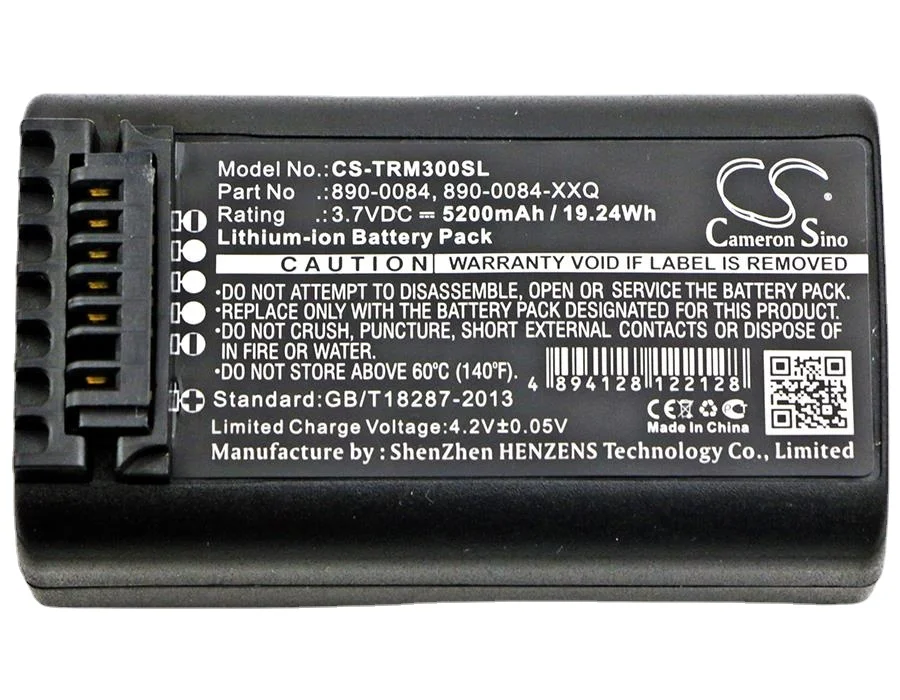 Model No.:CS-TRM300SL
Part No .:890-0084, 890-0084-XXQ
Rating .:3.7VDC ⎓ 5200mAh / 19.24Wh
Lithium-ion Battery Pack
Cameron Sino
CAUTION WARRANTY VOID IF LABEL IS REMOVED
•DO NOT ATTEMPT TO DISASSEMBLE, OPEN OR SERVICE THE BATTERY PACK.
•REPLACE ONLY WITH THE BATTERY PACK DESIGNATED FOR THIS PRODUCT.
•DO NOT CRUSH, PUNCTURE, SHORT EXTERNAL CONTACTS OR DISPOSE OF
IN FIRE OR WATER.
•DO NOT STORE ABOVE 60ºC (140ºF).
4 894128 122128
Standard:GB/T18287-2013
CE
Made in China
Limited Charge Voltage:4.2V±0.05V
Manufacture by : ShenZhen HENZENS Technology Co., Limited